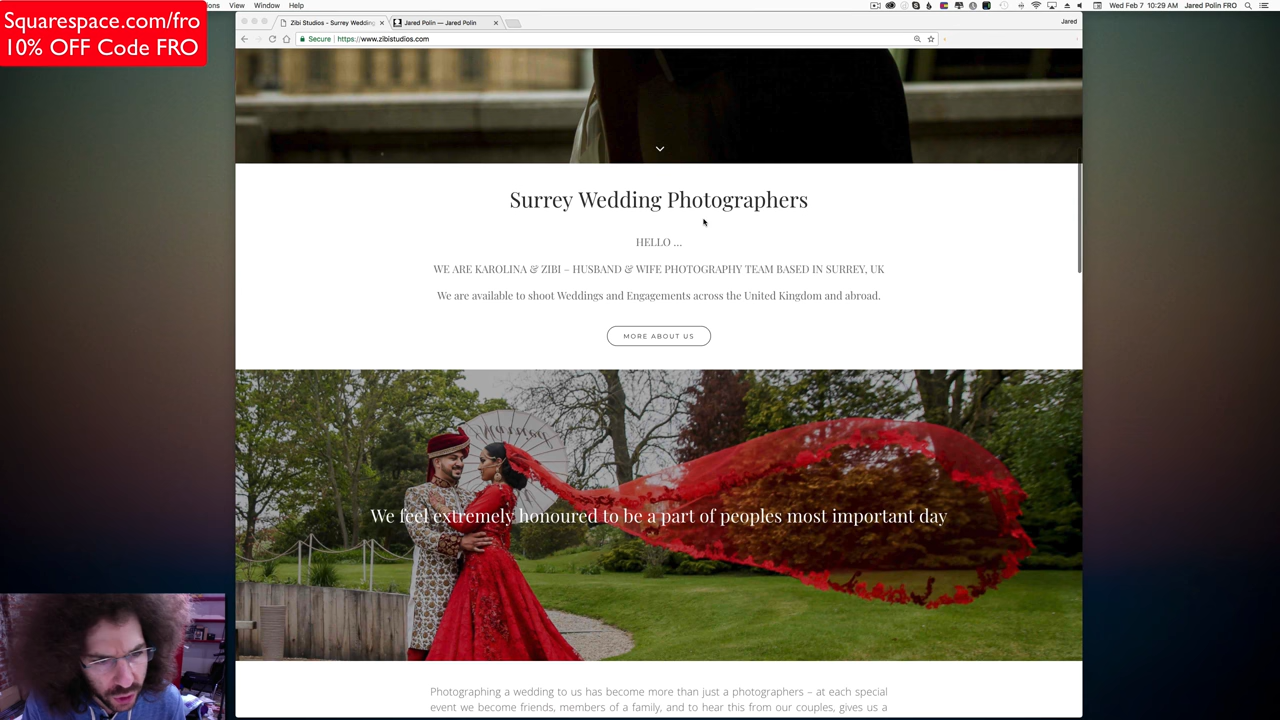 Squarespace.com/fro
10% OFF Code FRO
View Window Help
Wed Feb 7 10:29 AM Jared Polin FRO
Zibi Studios - Surrey Wedding
Jared Polin — Jared Polin
Jared
Secure https://www.zibistudios.com
Surrey Wedding Photographers
HELLO ...
WE ARE KAROLINA & ZIBI – HUSBAND & WIFE PHOTOGRAPHY TEAM BASED IN SURREY, UK
We are available to shoot Weddings and Engagements across the United Kingdom and abroad.
MORE ABOUT US
We feel extremely honoured to be a part of peoples most important day
Photographing a wedding to us has become more than just a photographers – at each special
event we become friends, members of a family, and to hear this from our couples, gives us a